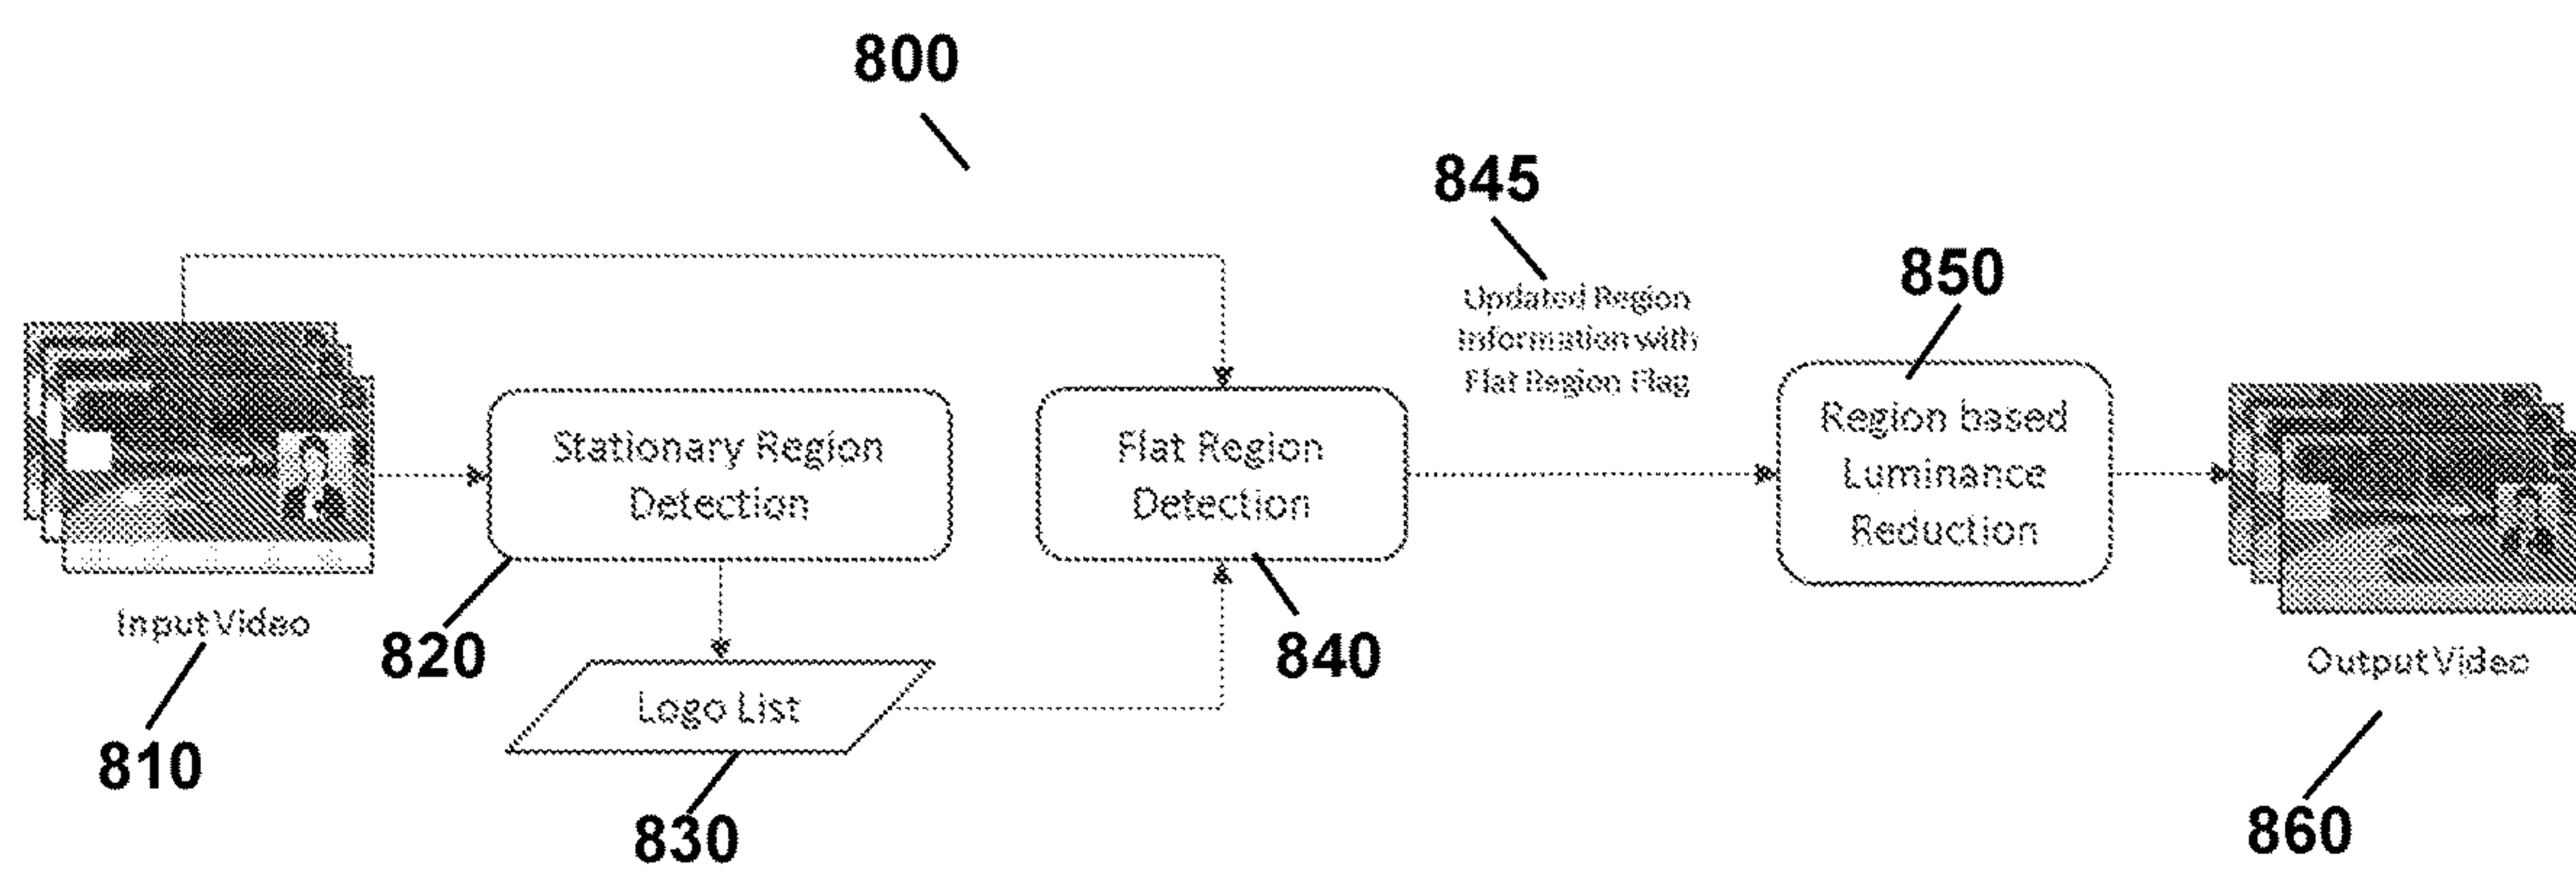 800
845
Updated Region
Information with
Flat Region Flag
850
Stationary Region
Detection
Flat Region
Detection
Region based
Luminance
Reduction
Input Video
820
840
Output Video
Logo List
810
830
860